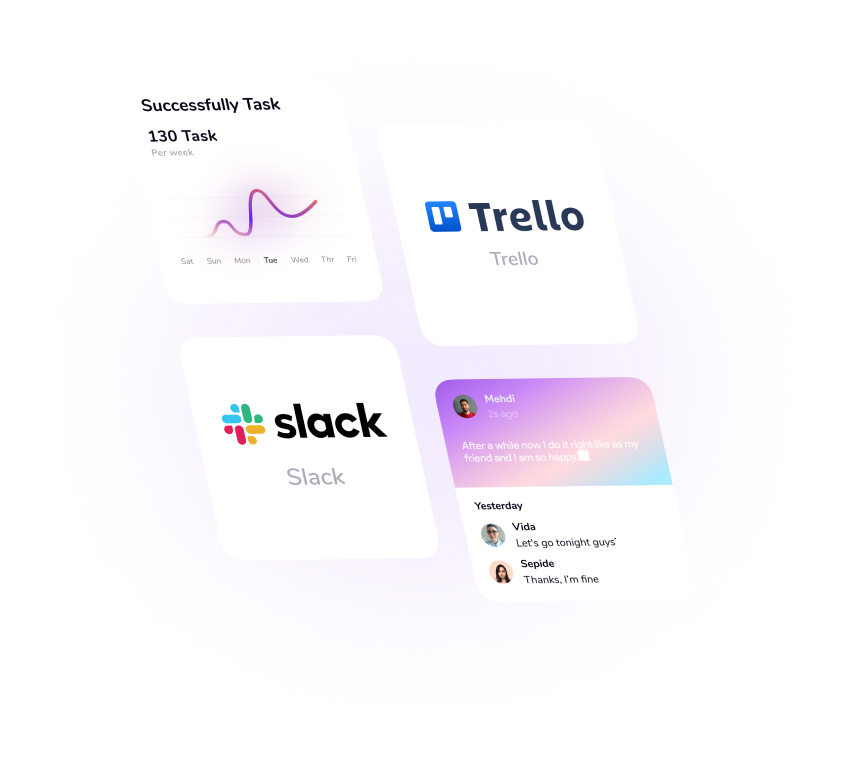 Successfully Task
130 Task
Per week
Sat Sun Mon Tue Wed Thr Fri
Trello
Trello
slack
Slack
Mehdi
2s ago
After a while now I do it right like as my
friend and I am so happy
Yesterday
Vida
Let's go tonight guys'
Sepide
Thanks, I'm fine